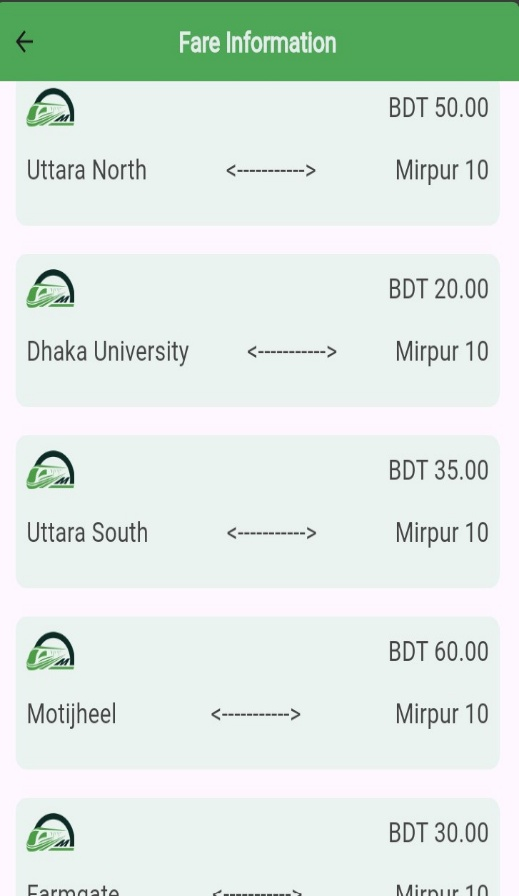 Fare Information
BDT 50.00
Uttara North <-----------> Mirpur 10
BDT 20.00
Dhaka University <-----------> Mirpur 10
BDT 35.00
Uttara South <-----------> Mirpur 10
BDT 60.00
Motijheel <-----------> Mirpur 10
BDT 30.00
Farmgate <-----------> Mirpur 10